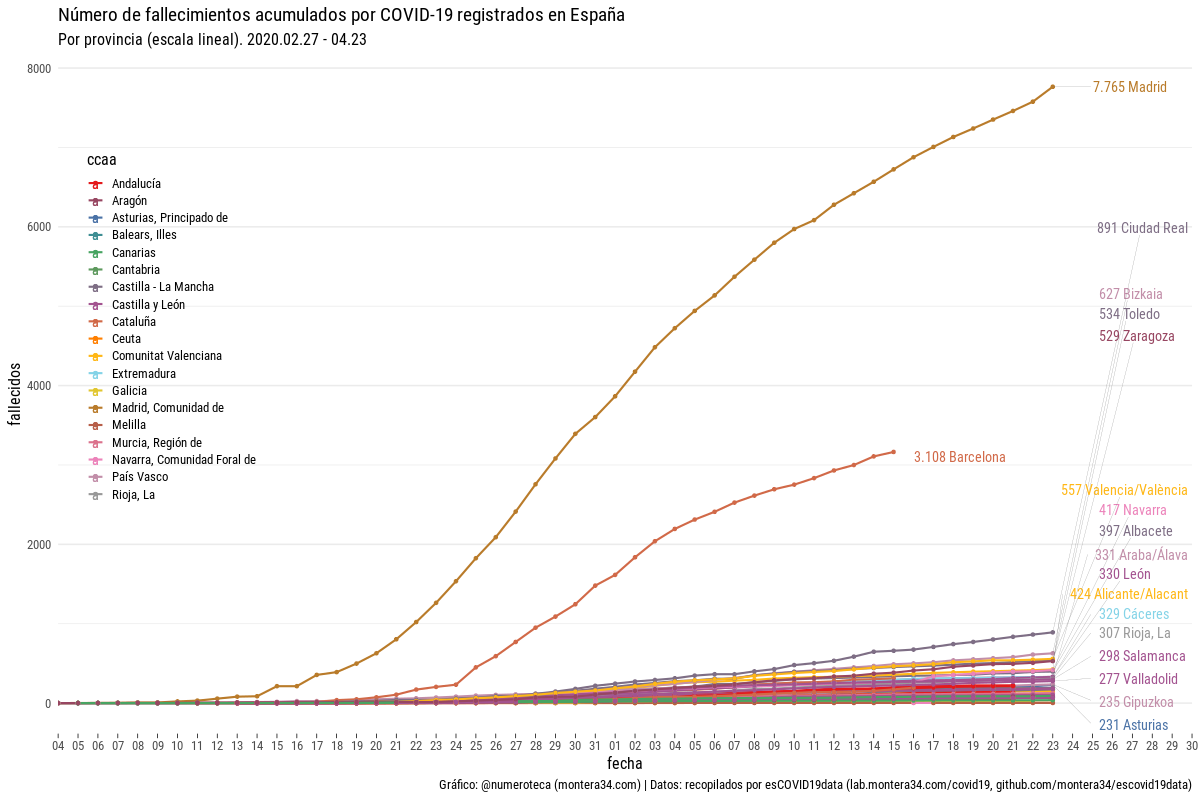 Número de fallecimientos acumulados por COVID-19 registrados en España
Por provincia (escala lineal). 2020.02.27 - 04.23
8000
6000
4000
2000
0
fallecidos
ccaa
Andalucía
Aragón
Asturias, Principado de
Balears, Illes
Canarias
Cantabria
Castilla - La Mancha
Castilla y León
Cataluña
Ceuta
Comunitat Valenciana
Extremadura
Galicia
Madrid, Comunidad de
Melilla
Murcia, Región de
Navarra, Comunidad Foral de
País Vasco
Rioja, La
7.765 Madrid
891 Ciudad Real
627 Bizkaia
534 Toledo
529 Zaragoza
3.108 Barcelona
557 Valencia/València
417 Navarra
397 Albacete
331 Araba/Álava
330 León
424 Alicante/Alacant
329 Cáceres
307 Rioja, La
298 Salamanca
277 Valladolid
235 Gipuzkoa
231 Asturias
04 05 06 07 07 08 09 10 11 12 13 14 15 16 17 18 19 20 21 22 23 24 25 26 27 28 29 30 31 01 02 03 04 05 06 07 08 09 10 11 12 13 14 15 16 17 18 19 20 21 22 23 24 25 26 27 28 29 30
fecha
Gráfico: @numeroteca (montera34.com) | Datos: recopilados por esCOVID19data (lab.montera34.com/covid19, github.com/montera34/escovid19data)